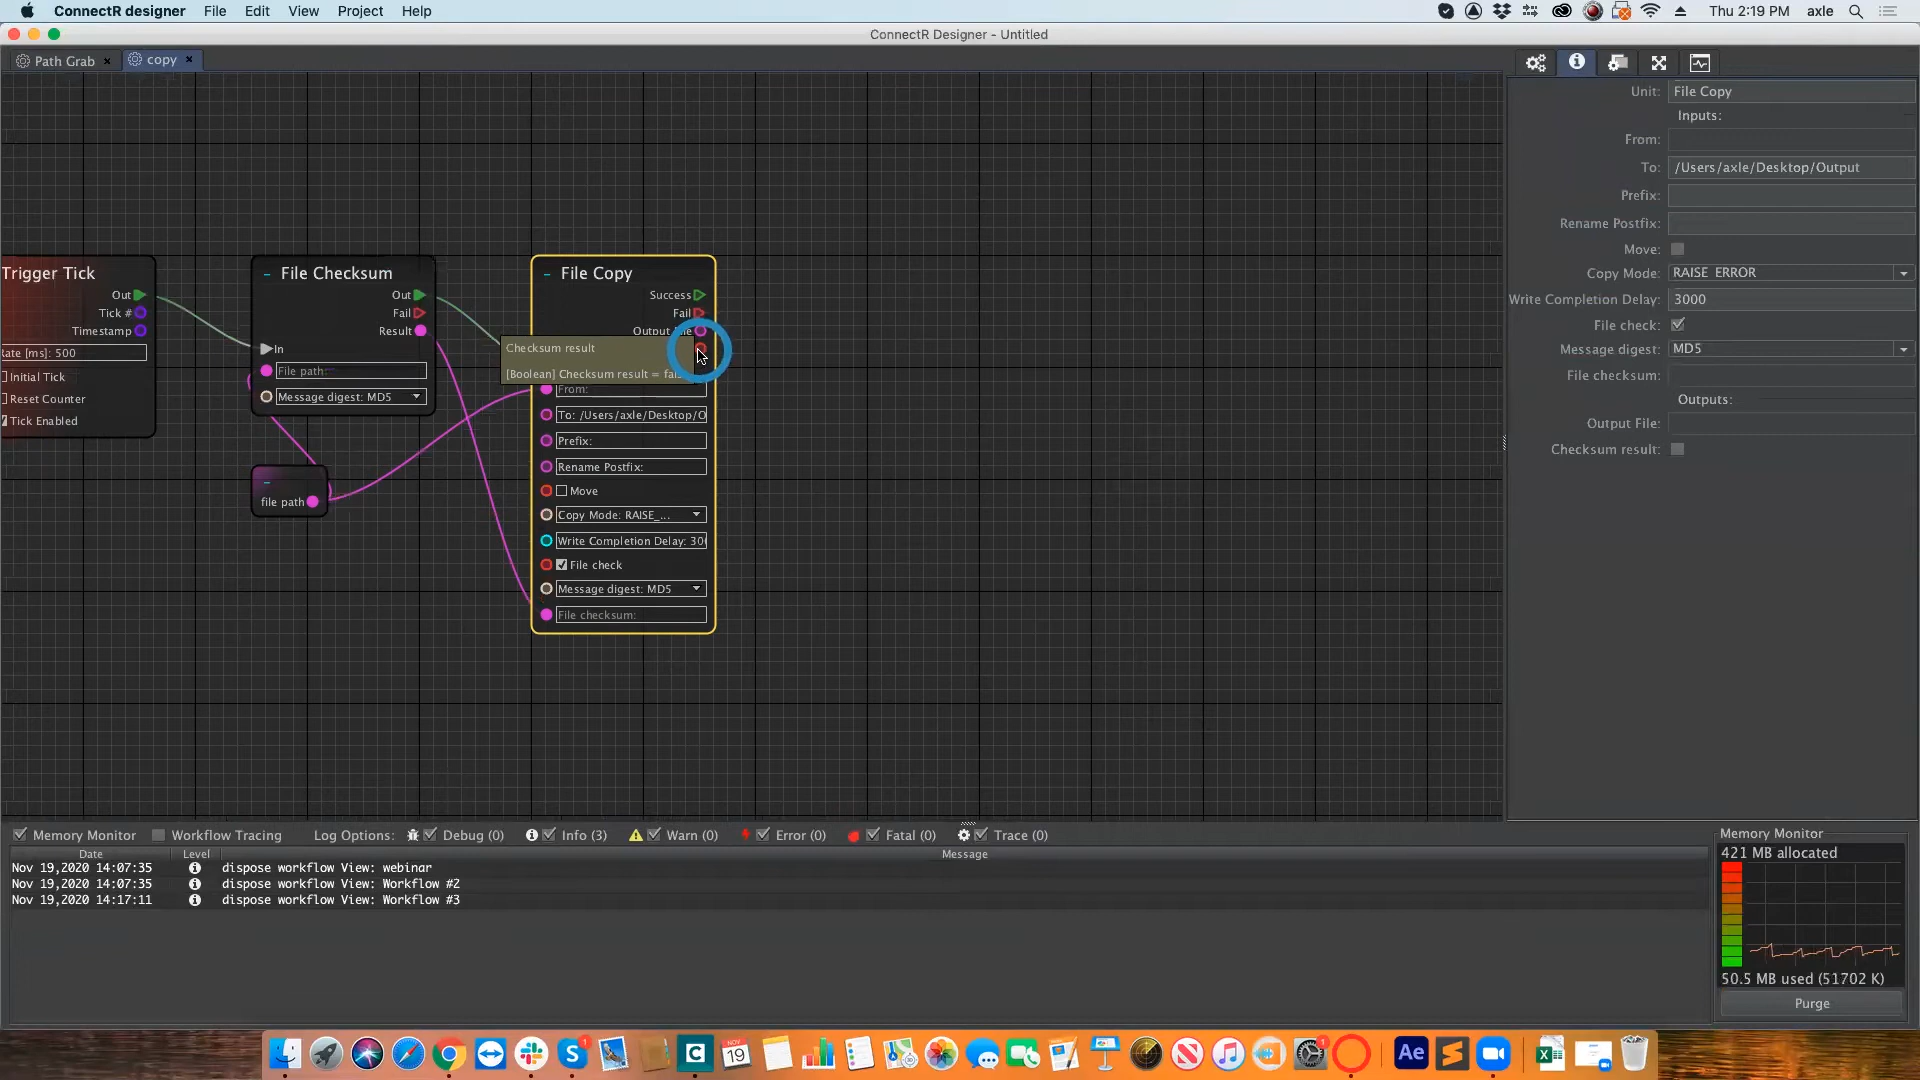 ConnectR designer File Edit View Project Help Thu 2:19 PM axle
ConnectR Designer - Untitled
Path Grab × copy ×
Unit: File Copy
Inputs:
From:
To: /Users/axle/Desktop/Output
Prefix:
Rename Postfix:
Move:
Copy Mode: RAISE ERROR
Write Completion Delay: 3000
File check:
Message digest: MD5
File checksum:
Outputs:
Output File:
Checksum result:
Trigger Tick
Out
Tick #
Timestamp
Rate [ms]: 500
Initial Tick
Reset Counter
Tick Enabled
File Checksum
Out
Fail
Result
In
File path:
Message digest: MD5
file path
File Copy
Success
Fail
Output
Checksum result
[Boolean] Checksum result =
From:
To: /Users/axle/Desktop/O
Prefix:
Rename Postfix:
Move
Copy Mode: RAISE_...
Write Completion Delay: 30
File check
Message digest: MD5
File checksum:
Memory Monitor Workflow Tracing Log Options: Debug (0) Info (3) Warn (0) Error (0) Fatal (0) Trace (0)
Date Level Message
Nov 19,2020 14:07:35 dispose workflow View: webinar
Nov 19,2020 14:07:35 dispose workflow View: Workflow #2
Nov 19,2020 14:17:11 dispose workflow View: Workflow #3
Memory Monitor
421 MB allocated
50.5 MB used (51702 K)
Purge
NOV
19
Ae